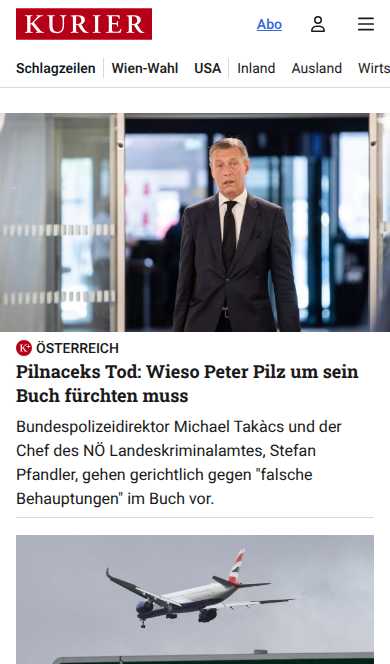 KURIER
Abo
Schlagzeilen
Wien-Wahl
USA
Inland
Ausland
Wirts
K+ ÖSTERREICH
Pilnaceks Tod: Wieso Peter Pilz um sein
Buch fürchten muss
Bundespolizeidirektor Michael Takàcs und der
Chef des NÖ Landeskriminalamtes, Stefan
Pfandler, gehen gerichtlich gegen "falsche
Behauptungen" im Buch vor.